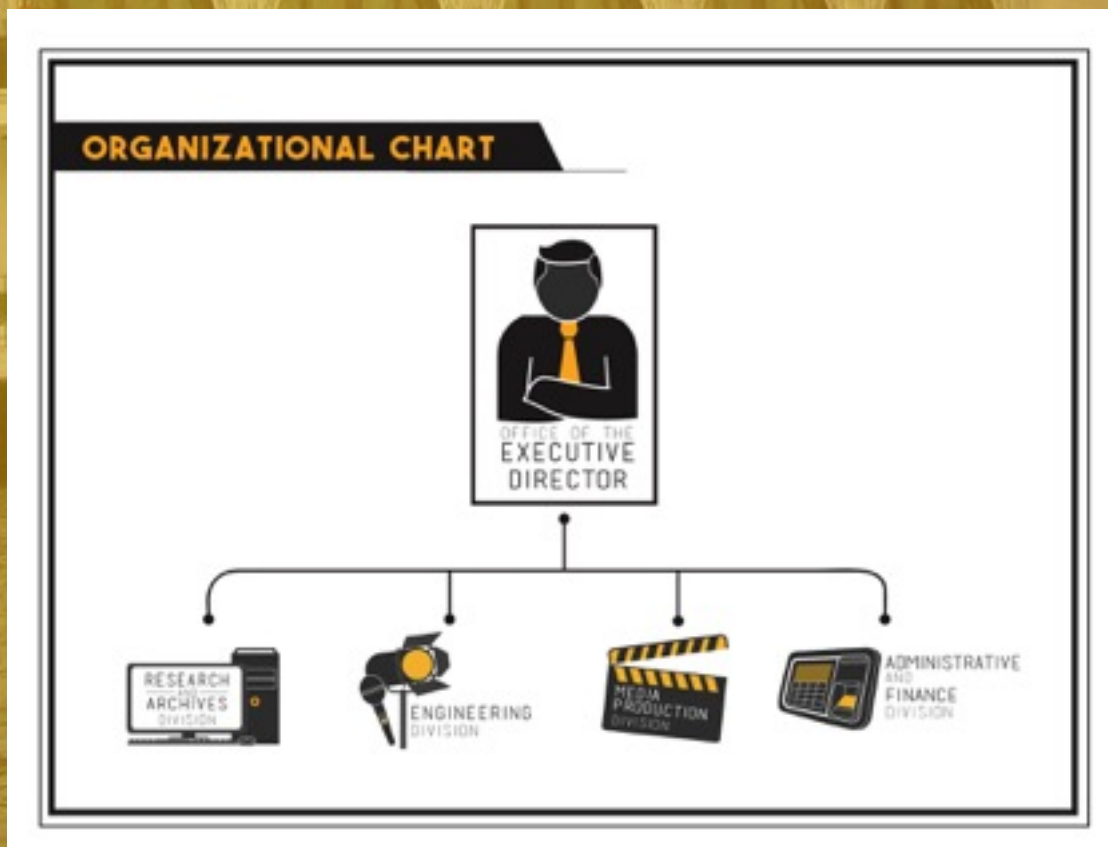 ORGANIZATIONAL CHART
OFFICE OF THE
EXECUTIVE
DIRECTOR
RESEARCH
AND
ARCHIVES
DIVISION
ENGINEERING
DIVISION
MEDIA
PRODUCTION
DIVISION
ADMINISTRATIVE
AND
FINANCE
DIVISION